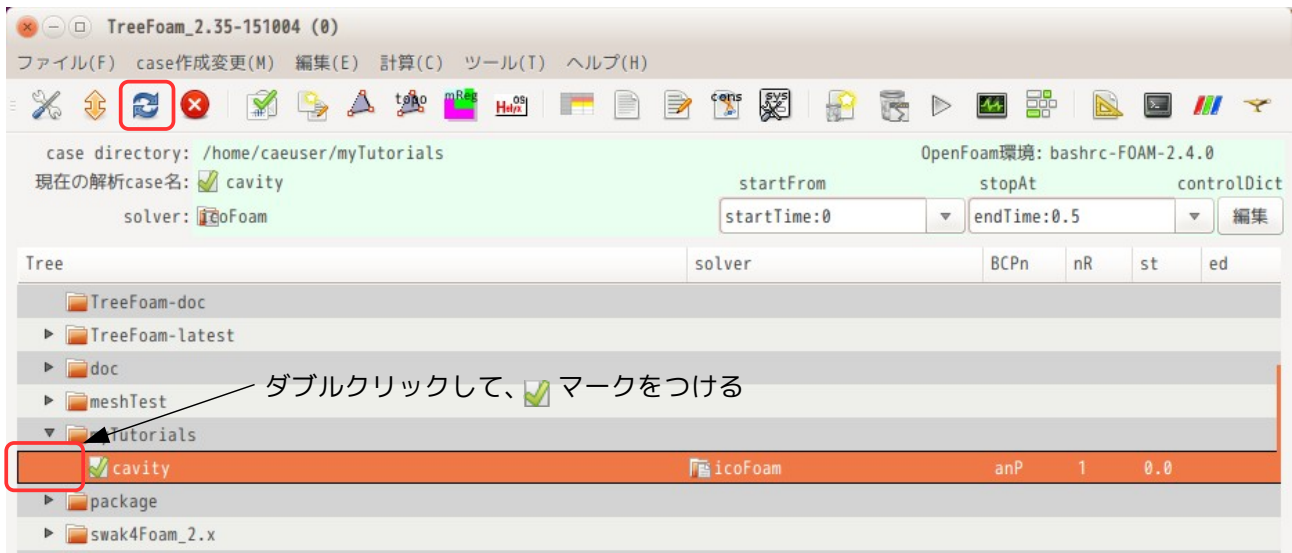 TreeFoam_2.35-151004 (0)
ファイル(F) case作成変更(M) 編集(E) 計算(C) ツール(T) ヘルプ(H)
topo mReg Helyx OS cons sys
case directory: /home/caeuser/myTutorials OpenFoam環境: bashrc-FOAM-2.4.0
現在の解析case名: cavity startFrom stopAt controlDict
solver: icoFoam startTime:0 endTime:0.5 編集
Tree solver BCPn nR st ed
TreeFoam-doc
TreeFoam-latest
doc
ダブルクリックして、 マークをつける
meshTest
myTutorials
cavity icoFoam anP 1 0.0
package
swak4Foam_2.x